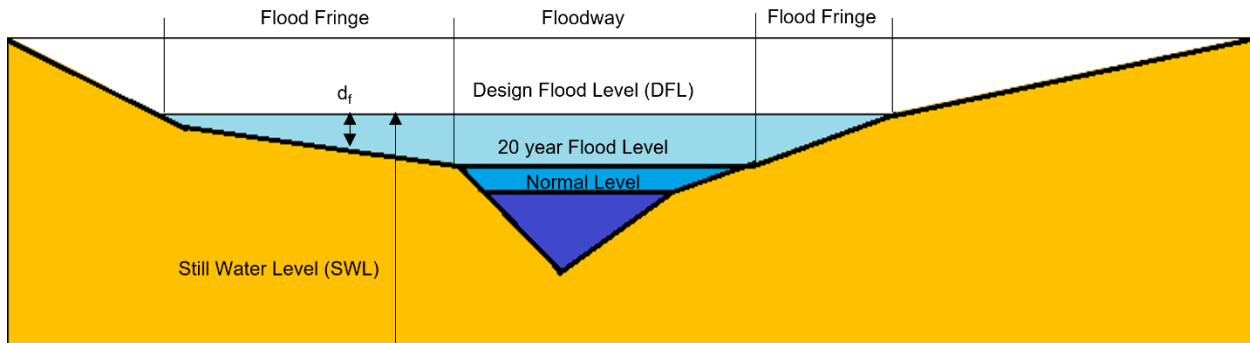 Flood Fringe
Floodway
Flood Fringe
d_f
Design Flood Level (DFL)
20 year Flood Level
Normal Level
Still Water Level (SWL)